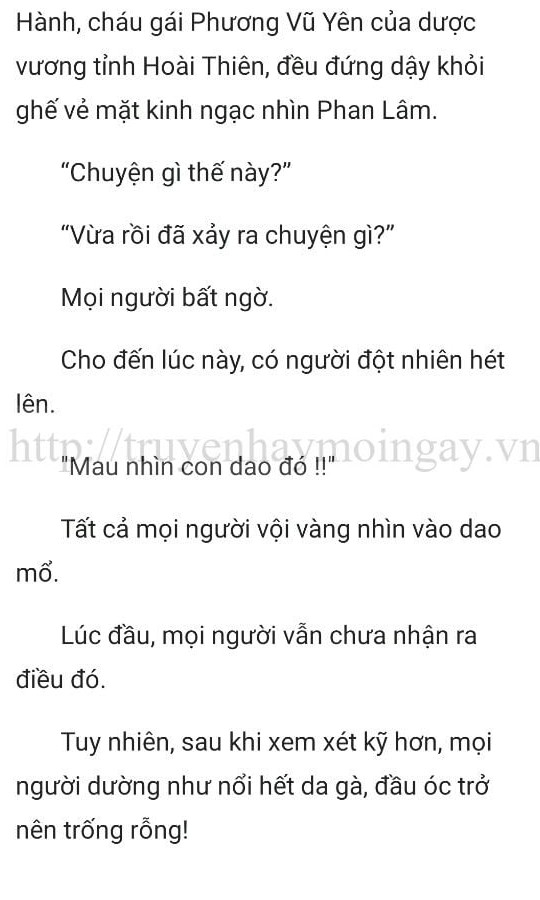 Hành, cháu gái Phương Vũ Yên của dược
vương tỉnh Hoài Thiên, đều đứng dậy khỏi
ghế vẻ mặt kinh ngạc nhìn Phan Lâm.
“Chuyện gì thế này?”
“Vừa rồi đã xảy ra chuyện gì?”
Mọi người bất ngờ.
Cho đến lúc này, có người đột nhiên hét
lên.
http://truyenhaymoingay.vn
"Mau nhìn con dao đó !!"
Tất cả mọi người vội vàng nhìn vào dao
mổ.
Lúc đầu, mọi người vẫn chưa nhận ra
điều đó.
Tuy nhiên, sau khi xem xét kỹ hơn, mọi
người dường như nổi hết da gà, đầu óc trở
nên trống rỗng!